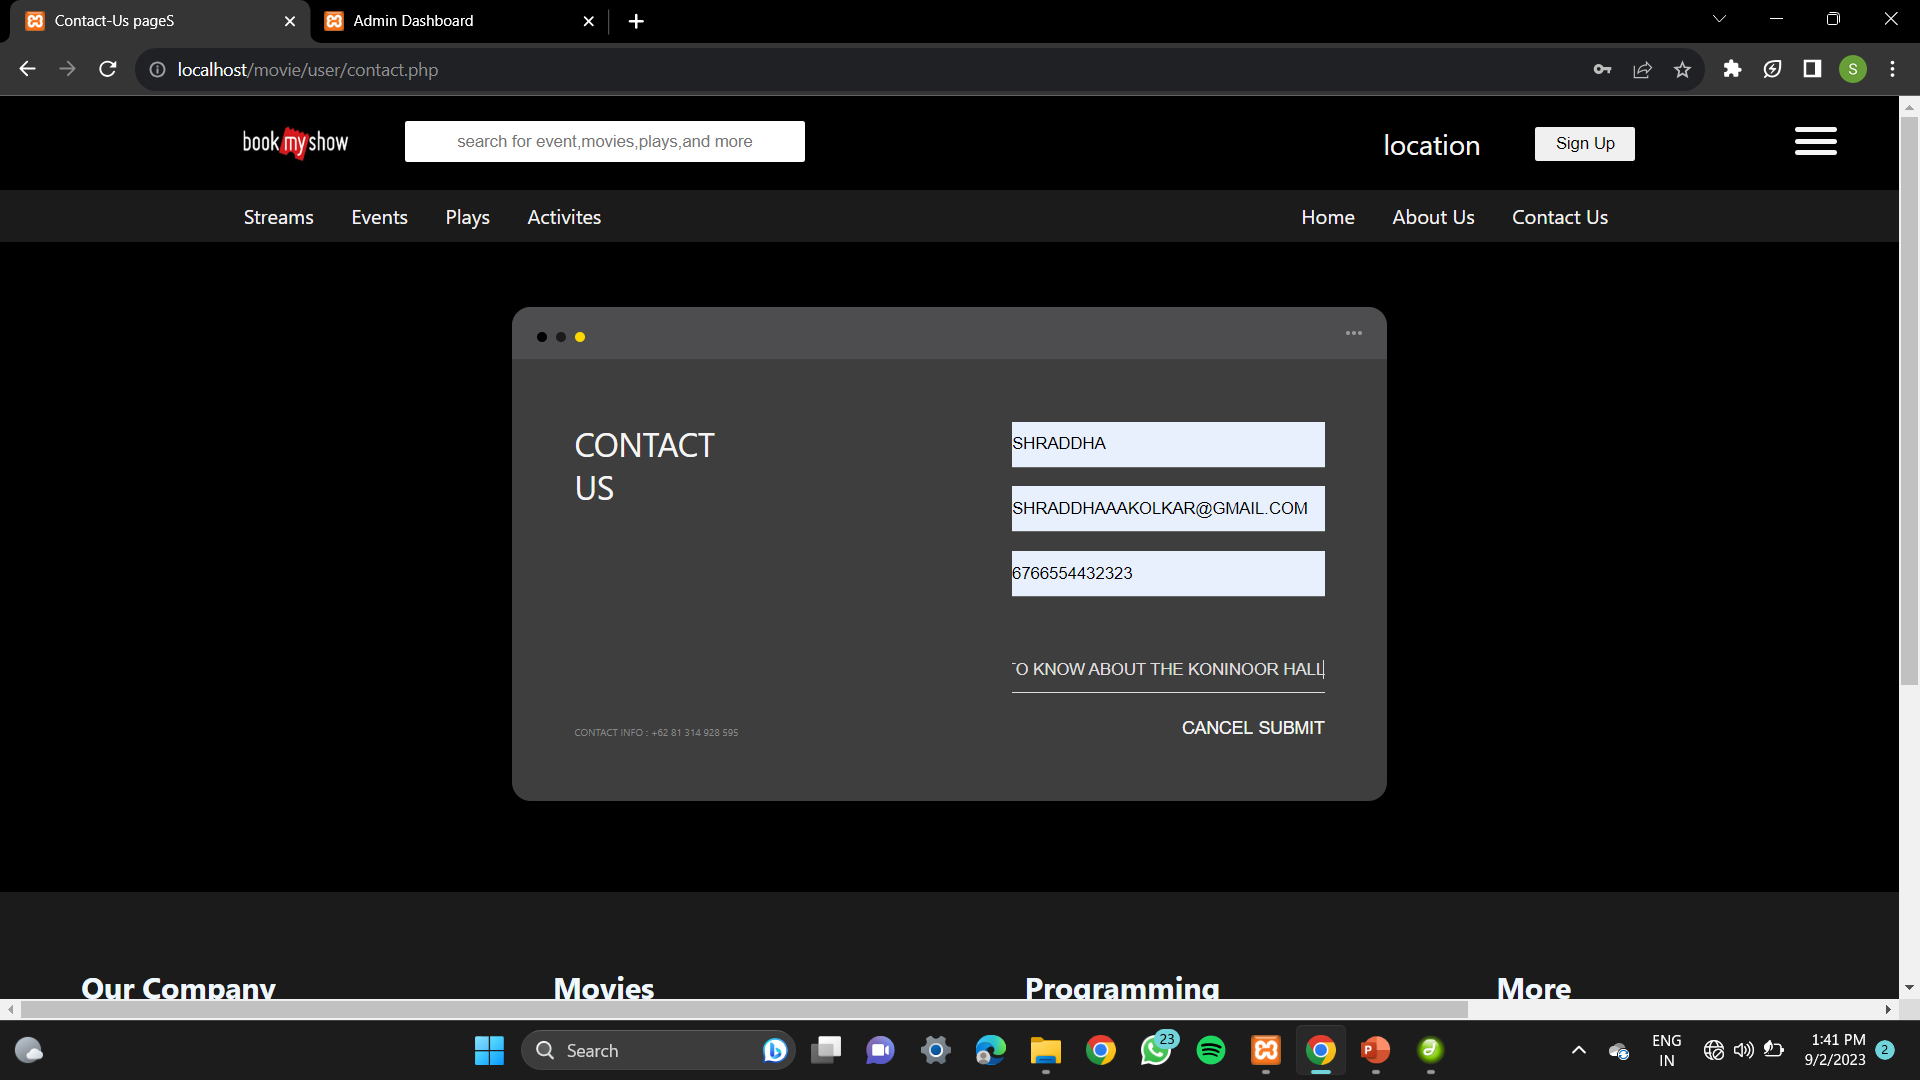 Contact-Us pageS
Admin Dashboard
localhost/movie/user/contact.php
S
bookmyshow
search for event,movies,plays,and more
location
Sign Up
Streams Events Plays Activites
Home About Us Contact Us
CONTACT
US
SHRADDHA
SHRADDHAAAKOLKAR@GMAIL.COM
6766554432323
TO KNOW ABOUT THE KONINOOR HALL
CANCEL SUBMIT
CONTACT INFO : +62 81 314 928 595
Our Company Movies Programming More
Search
23
ENG
IN
1:41 PM
9/2/2023
2